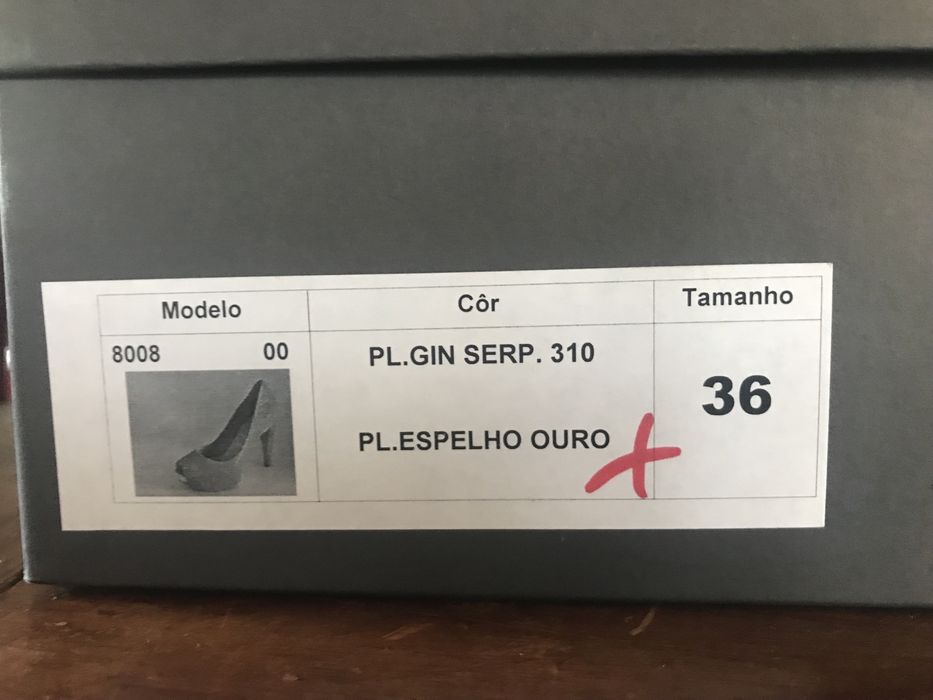 Modelo Côr Tamanho
8008 00 PL.GIN SERP. 310
36
PL.ESPELHO OURO